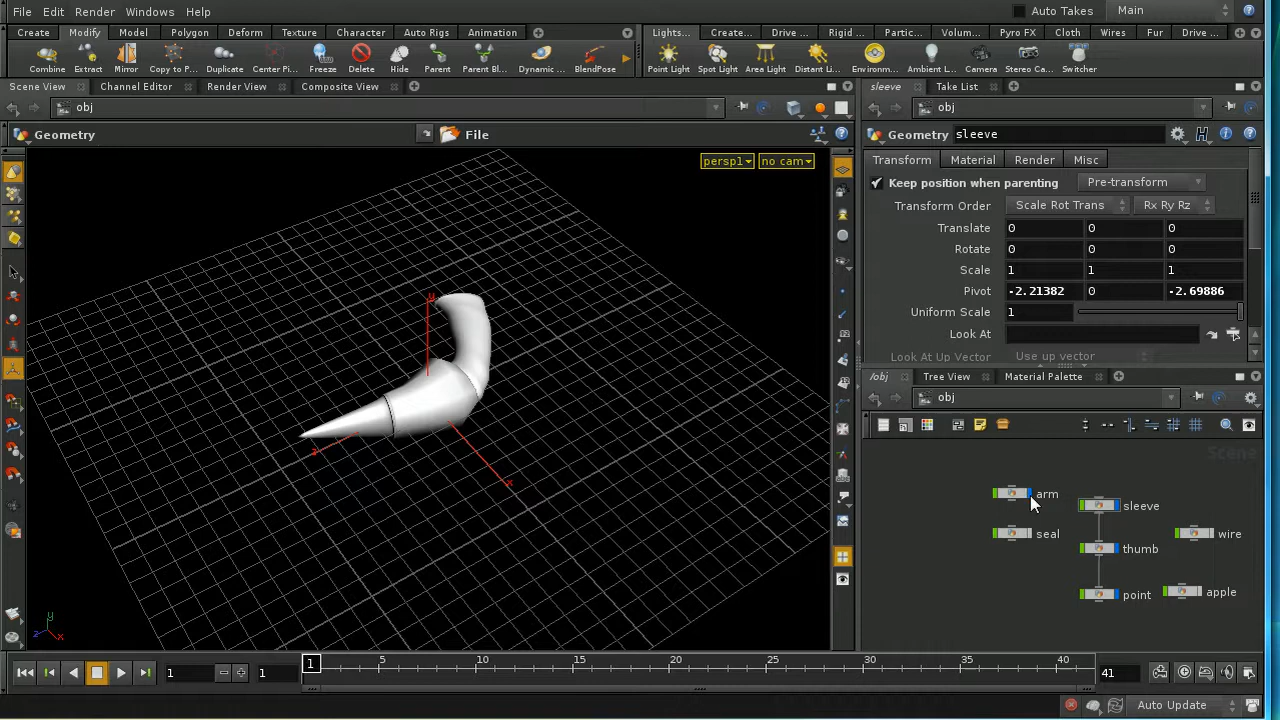 File Edit Render Windows Help Auto Takes Main
Create Modify Model Polygon Deform Texture Character Auto Rigs Animation Lights... Create... Drive ... Rigid ... Partic... Volum... Pyro FX Cloth Wires Fur Drive ...
Combine Extract Mirror Copy to P... Duplicate Center Pi... Freeze Delete Hide Parent Parent Bl... Dynamic ... BlendPose Point Light Spot Light Area Light Distant Li... Environm... Ambient L... Camera Stereo Ca... Switcher
Scene View Channel Editor Render View Composite View sleeve Take List
obj obj
Geometry File Geometry sleeve
persp1 no cam Transform Material Render Misc
Keep position when parenting Pre-transform
Transform Order Scale Rot Trans Rx Ry Rz
Translate 0 0 0
Rotate 0 0 0
Scale 1 1 1
Pivot -2.21382 0 -2.69886
Uniform Scale 1
Look At
Look At Up Vector Use up vector
/obj Tree View Material Palette
obj
Scene
y
z
x
arm
sleeve
seal
wire
thumb
point
apple
y
z
x
1 1 1 5 10 15 20 25 30 35 40 41
Auto Update